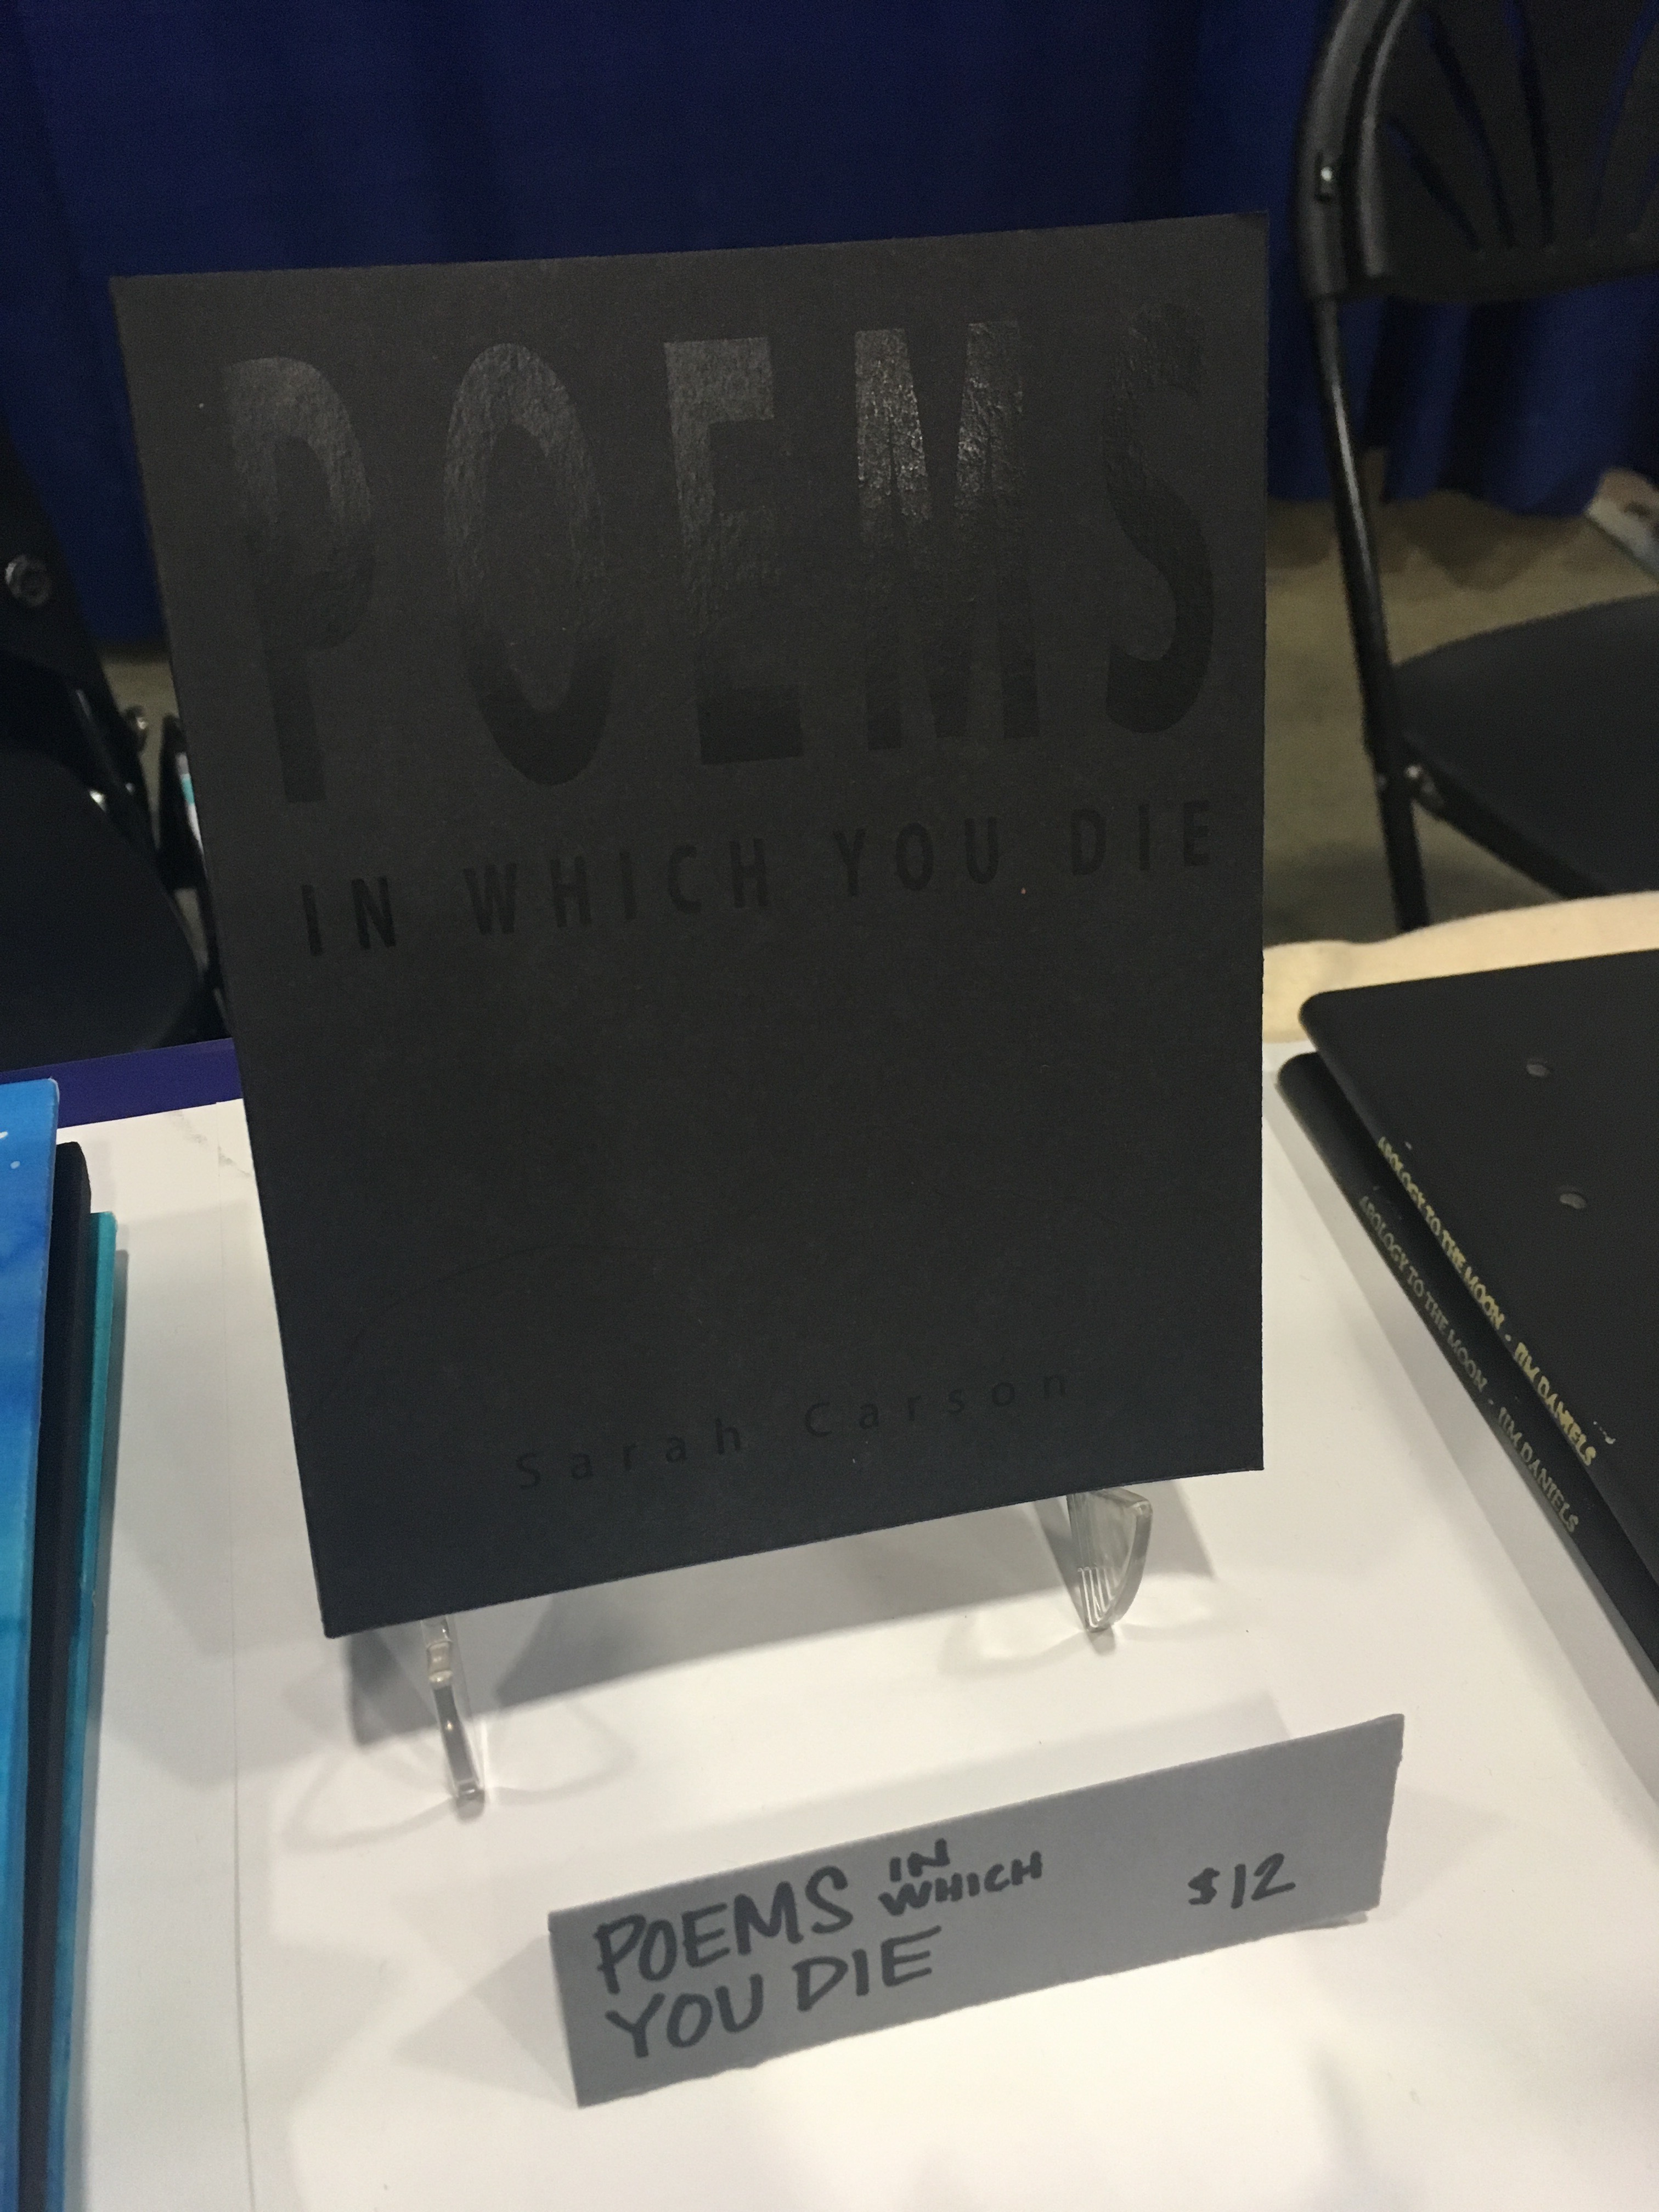 POEMS
IN WHICH YOU DIE
Sarah Carson
APOLOGY TO THE MOON - JIM DANIELS
APOLOGY TO THE MOON - JIM DANIELS
POEMS IN WHICH
YOU DIE
$12